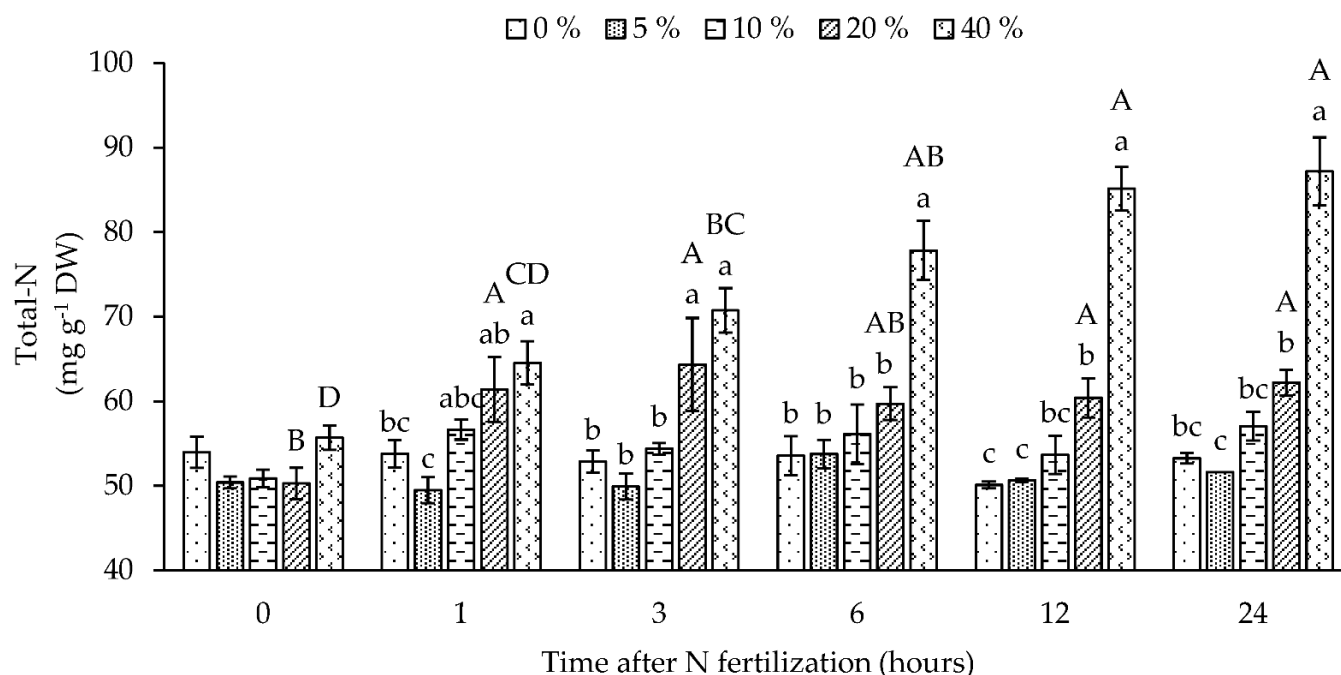 0 % 5 % 10 % 20 % 40 %
Total-N
(mg g⁻¹ DW)
100
90
80
70
60
50
40
B D
bc c abc ab A a CD
b b b a A a BC
b b b b AB a AB
c c bc b A a A
bc c bc b A a A
0 1 3 6 12 24
Time after N fertilization (hours)